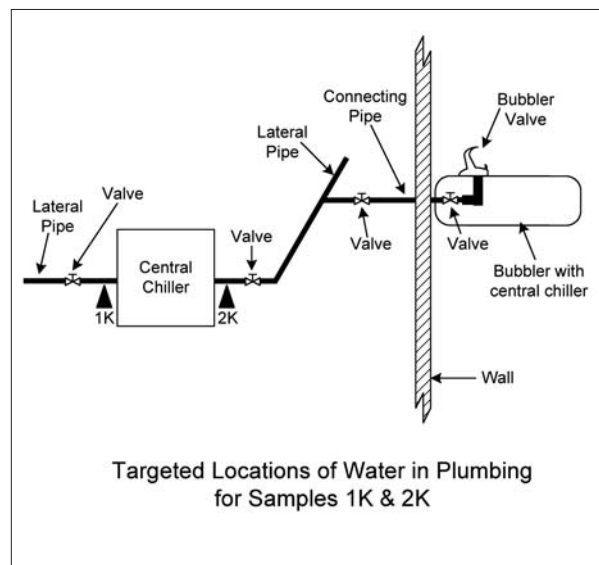 Bubbler
Valve
Connecting
Pipe
Lateral
Pipe
Lateral
Pipe
Valve
Valve
Central
Chiller
Valve
Valve
Bubbler with
central chiller
1K
2K
Wall
Targeted Locations of Water in Plumbing
for Samples 1K & 2K